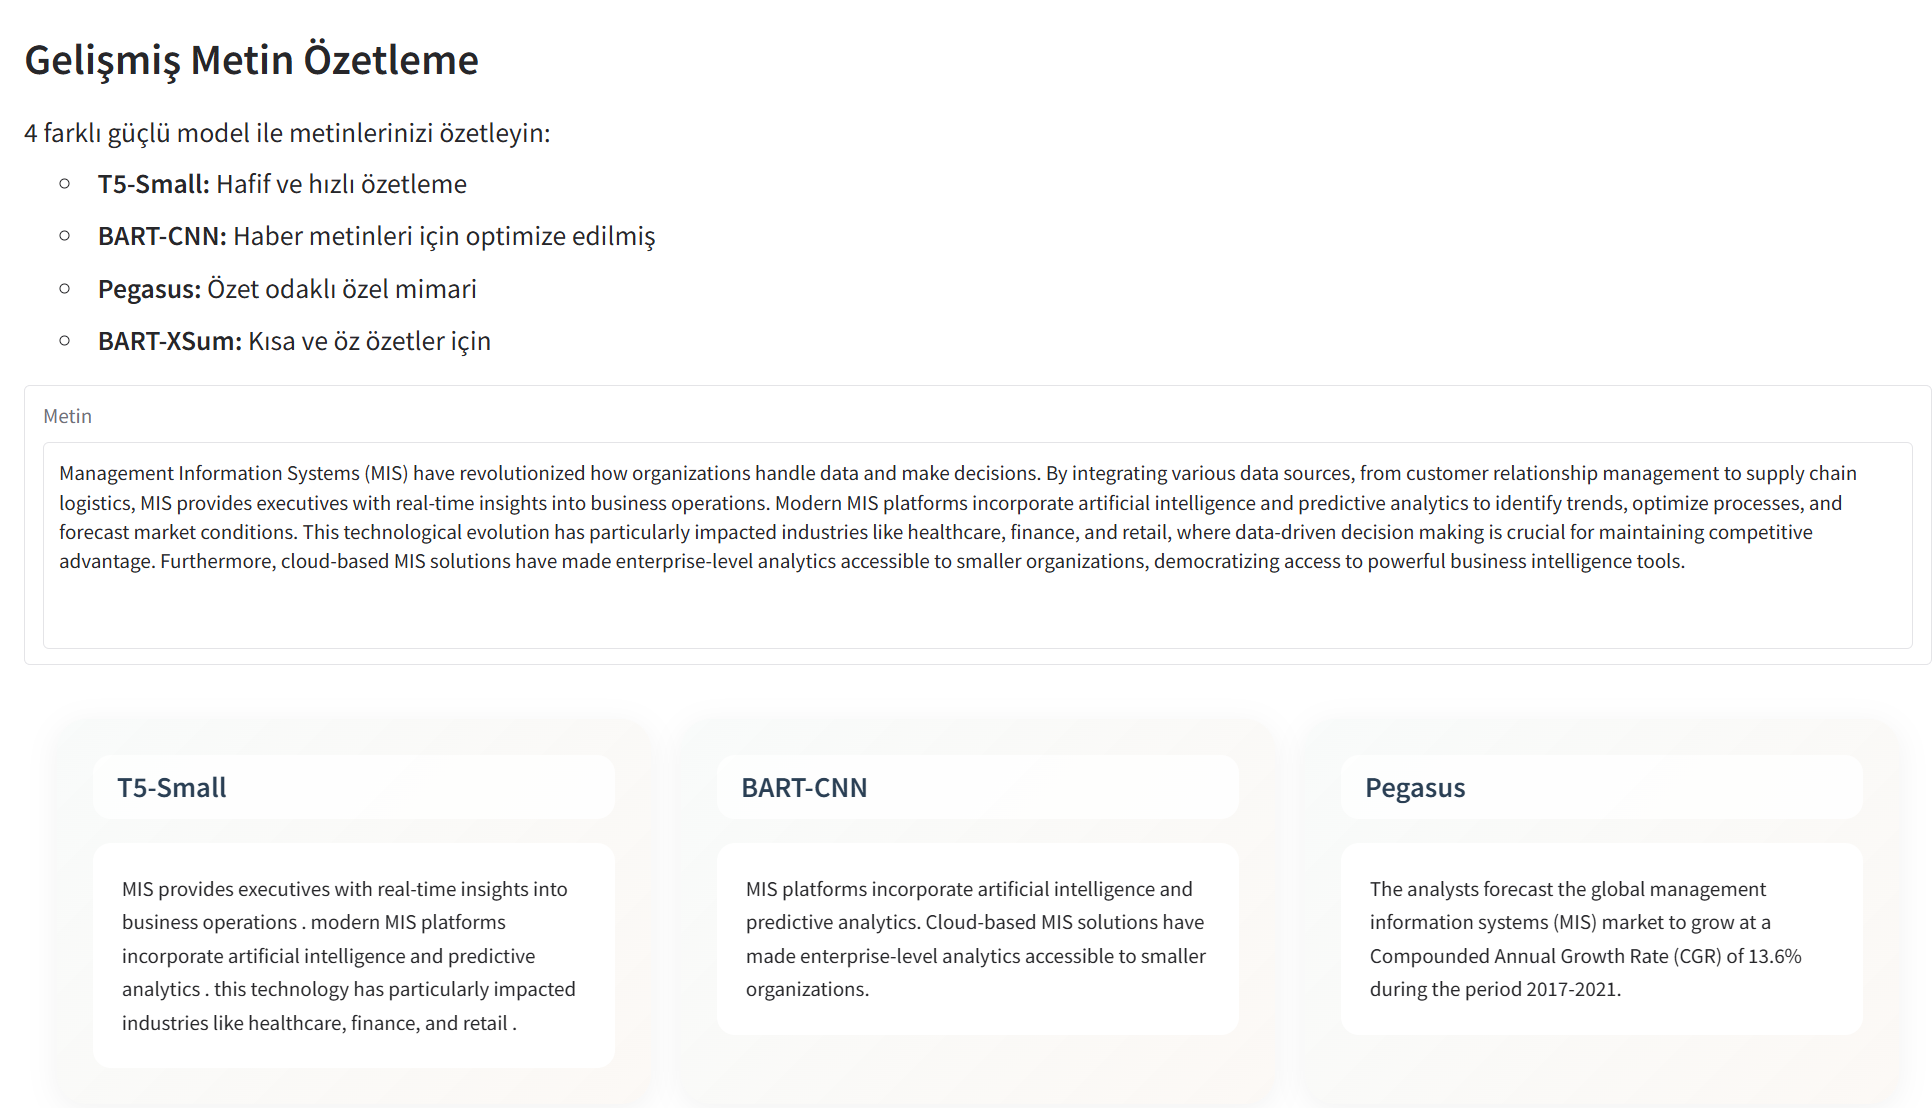 Gelişmiş Metin Özetleme
4 farklı güçlü model ile metinlerinizi özetleyin:
T5-Small: Hafif ve hızlı özetleme
BART-CNN: Haber metinleri için optimize edilmiş
Pegasus: Özet odaklı özel mimari
BART-XSum: Kısa ve öz özetler için
Metin
Management Information Systems (MIS) have revolutionized how organizations handle data and make decisions. By integrating various data sources, from customer relationship management to supply chain
logistics, MIS provides executives with real-time insights into business operations. Modern MIS platforms incorporate artificial intelligence and predictive analytics to identify trends, optimize processes, and
forecast market conditions. This technological evolution has particularly impacted industries like healthcare, finance, and retail, where data-driven decision making is crucial for maintaining competitive
advantage. Furthermore, cloud-based MIS solutions have made enterprise-level analytics accessible to smaller organizations, democratizing access to powerful business intelligence tools.
T5-Small
MIS provides executives with real-time insights into
business operations . modern MIS platforms
incorporate artificial intelligence and predictive
analytics . this technology has particularly impacted
industries like healthcare, finance, and retail .
BART-CNN
MIS platforms incorporate artificial intelligence and
predictive analytics. Cloud-based MIS solutions have
made enterprise-level analytics accessible to smaller
organizations.
Pegasus
The analysts forecast the global management
information systems (MIS) market to grow at a
Compounded Annual Growth Rate (CGR) of 13.6%
during the period 2017-2021.